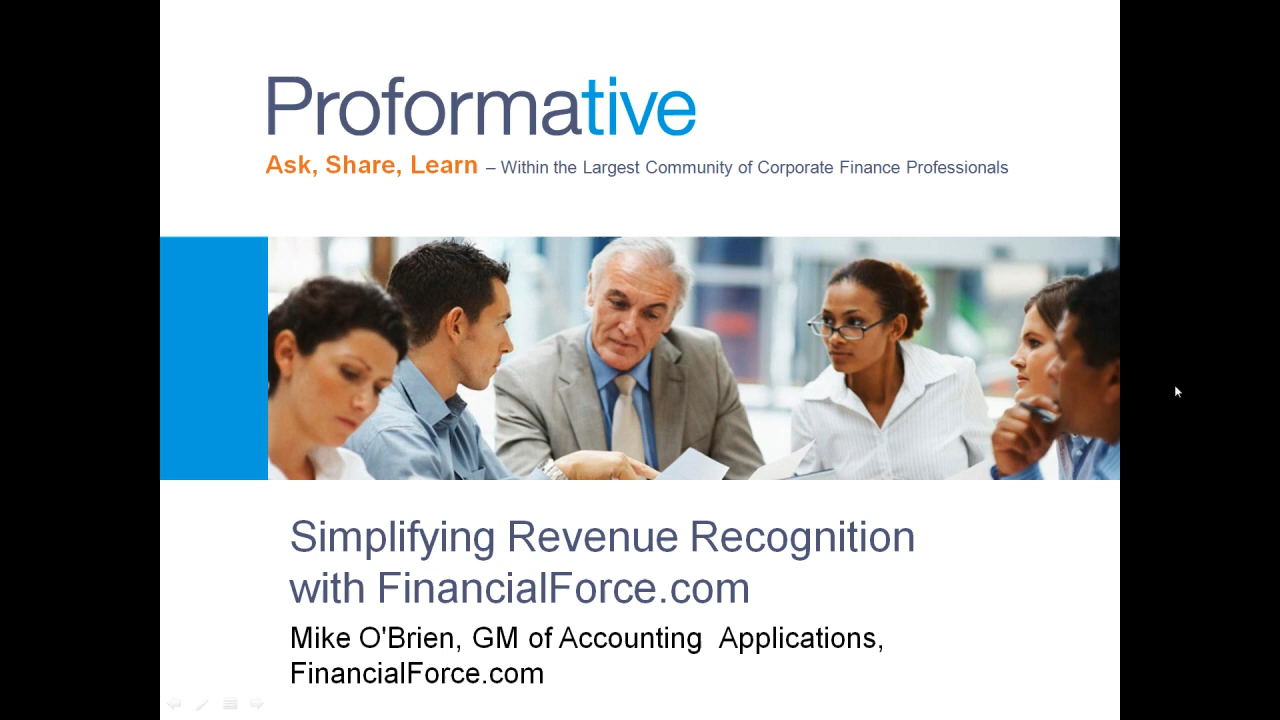 Proformative
Ask, Share, Learn – Within the Largest Community of Corporate Finance Professionals
Simplifying Revenue Recognition
with FinancialForce.com
Mike O'Brien, GM of Accounting  Applications,
FinancialForce.com